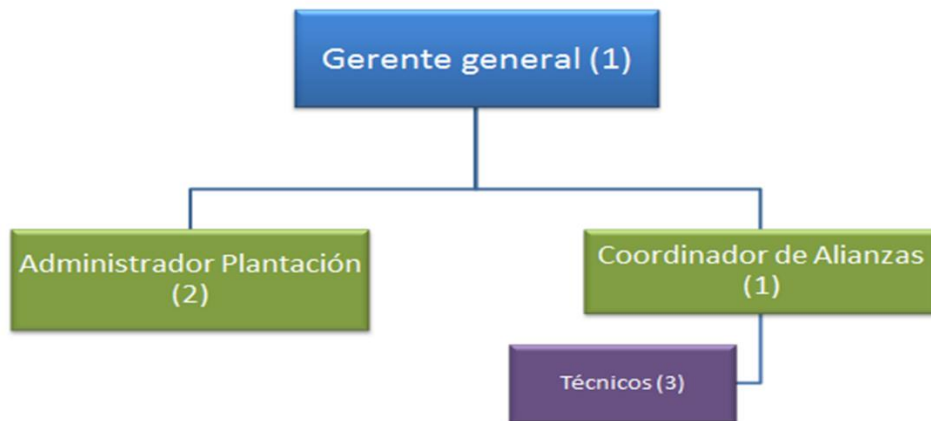 Gerente general (1)
Administrador Plantación
(2)
Coordinador de Alianzas
(1)
Técnicos (3)